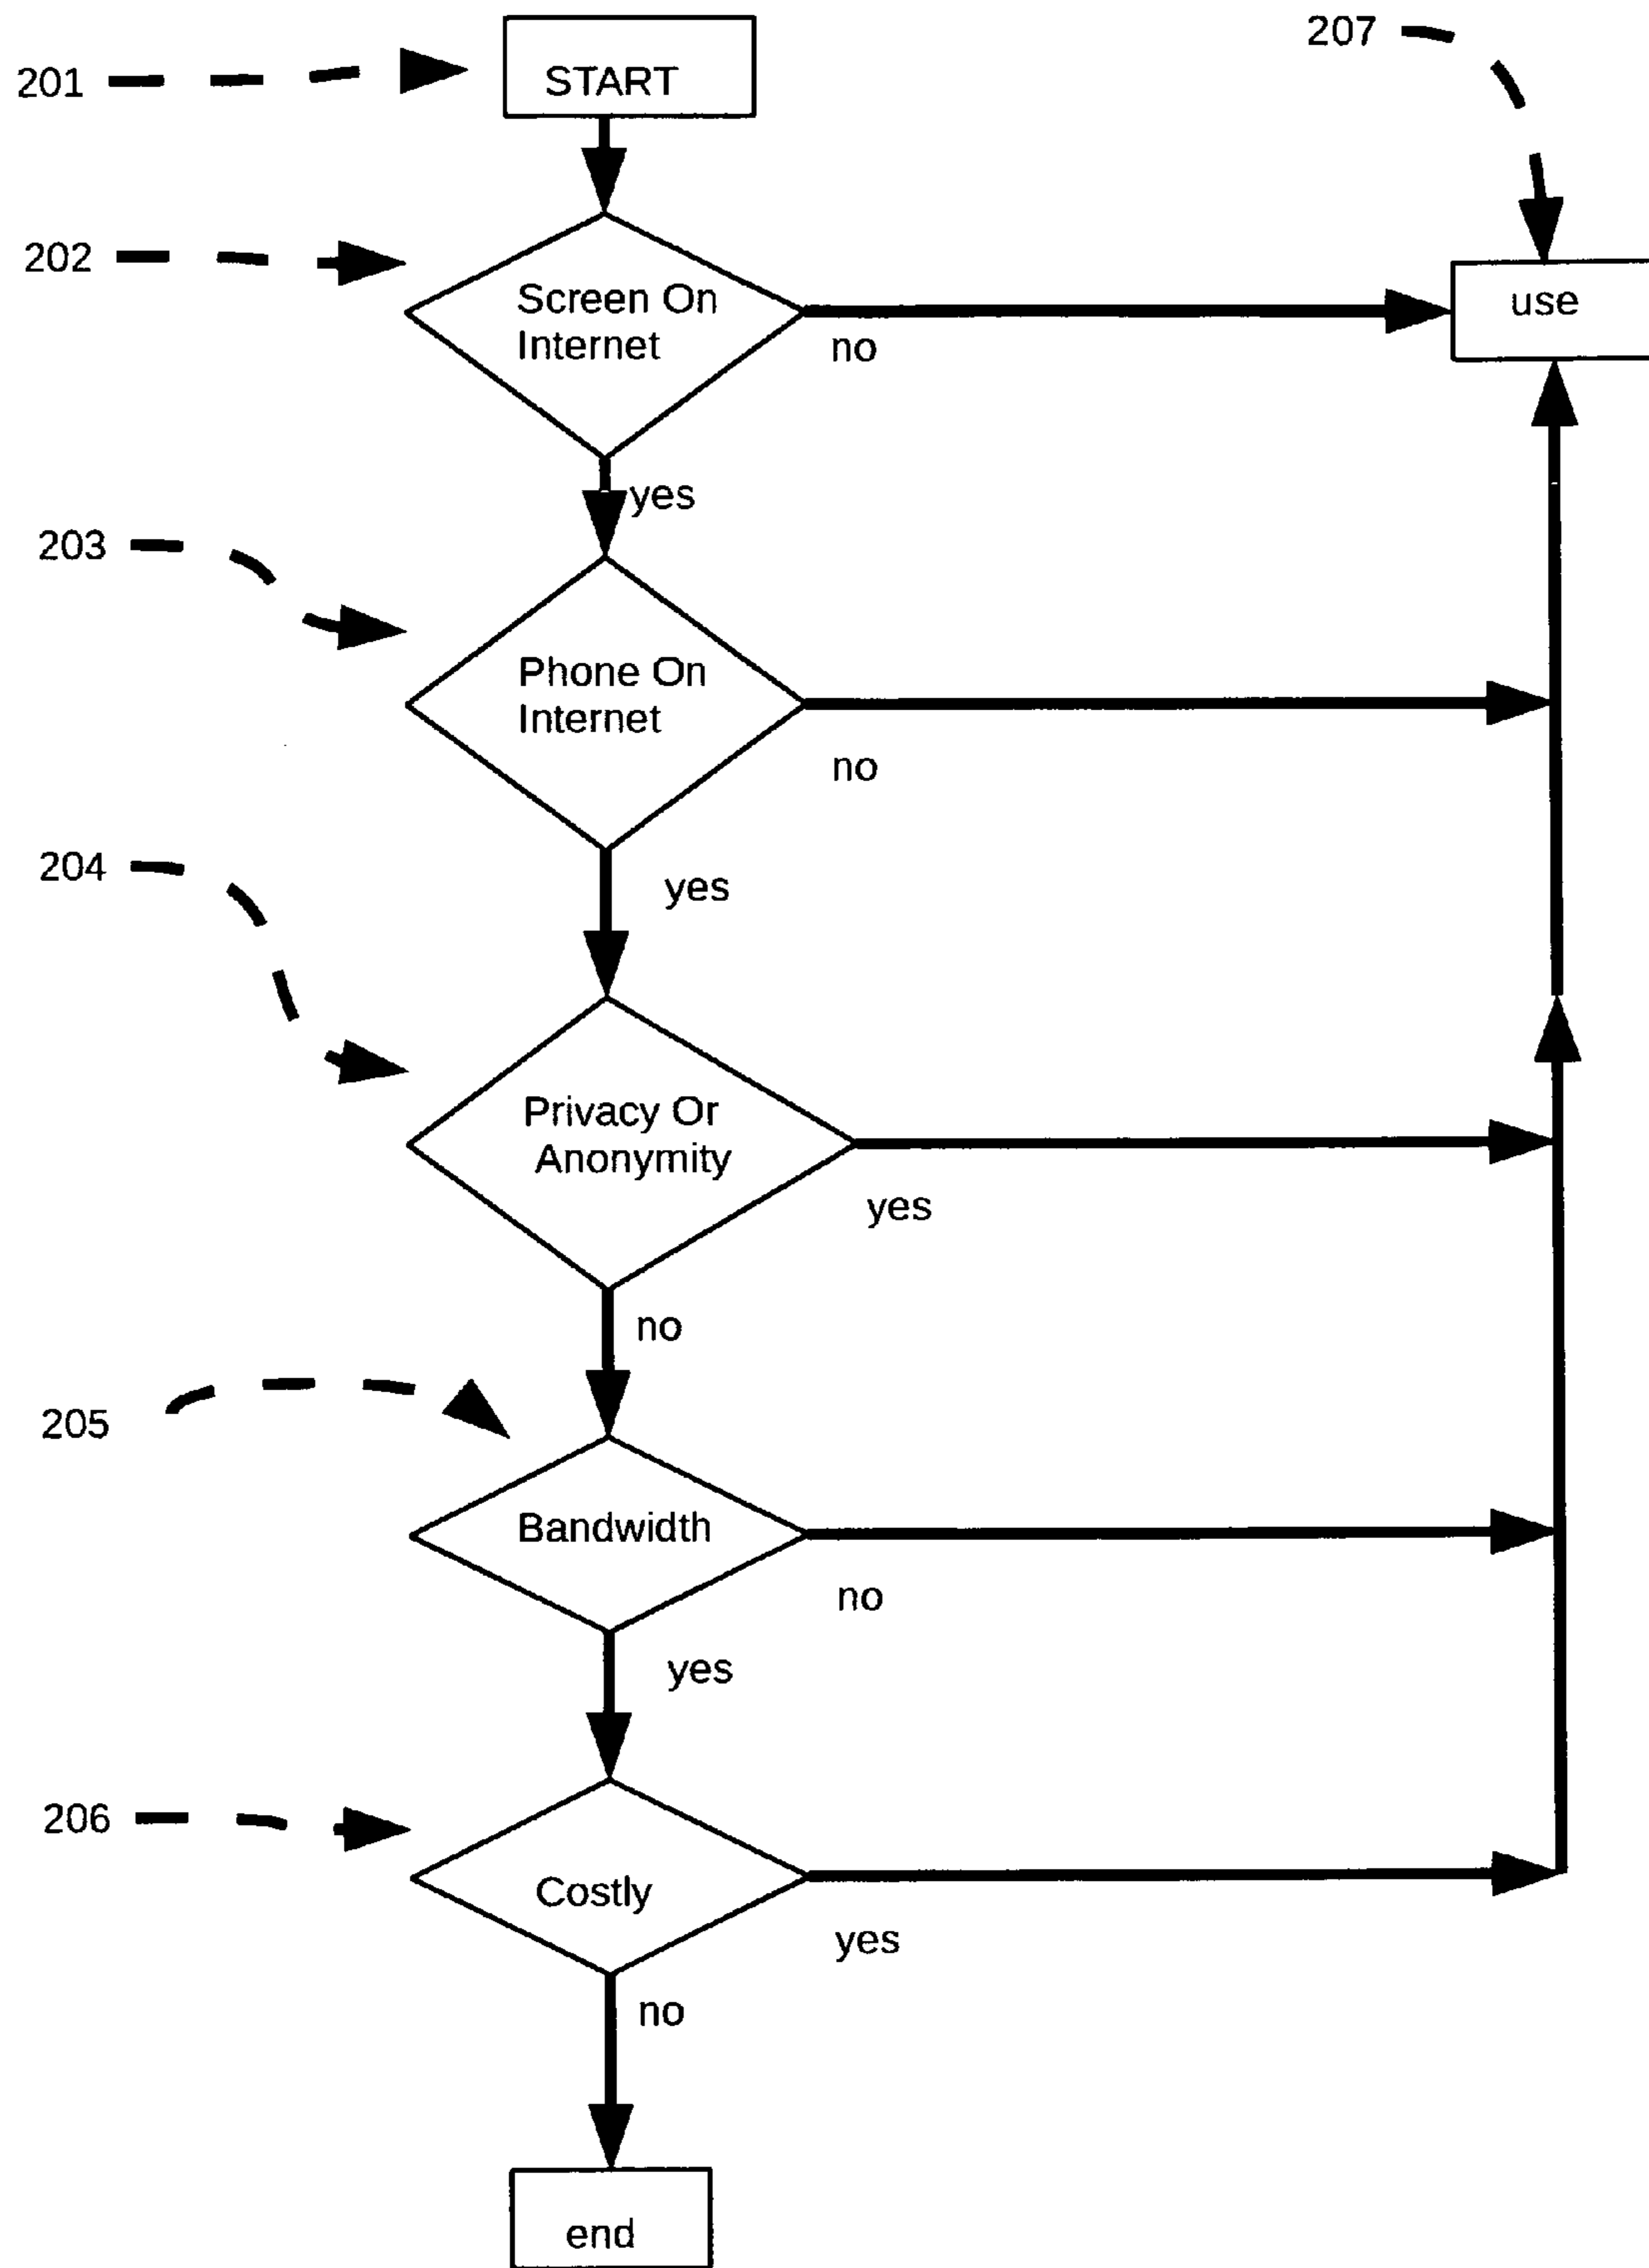 207
201
START
202
Screen On
Internet
use
no
yes
203
Phone On
Internet
no
204
yes
Privacy Or
Anonymity
yes
no
205
Bandwidth
no
yes
206
Costly
yes
no
end